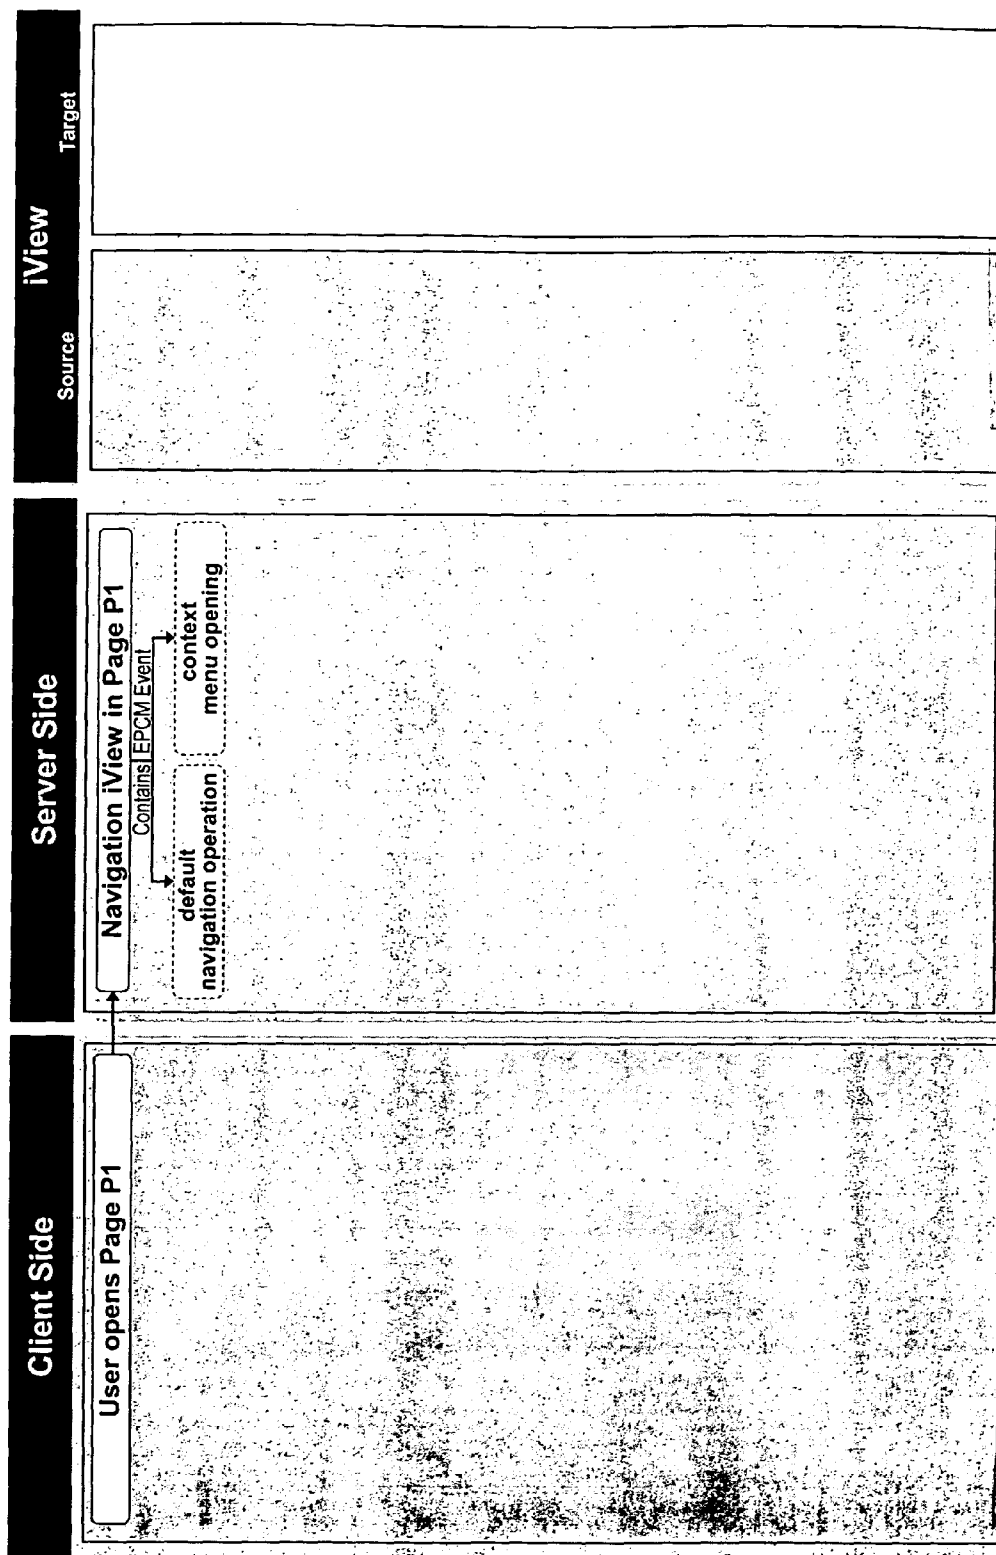 Client Side
Server Side
iView
Source
Target
User opens Page P1
Navigation iView in Page P1
Contains EPCM Event
default
navigation operation
context
menu opening